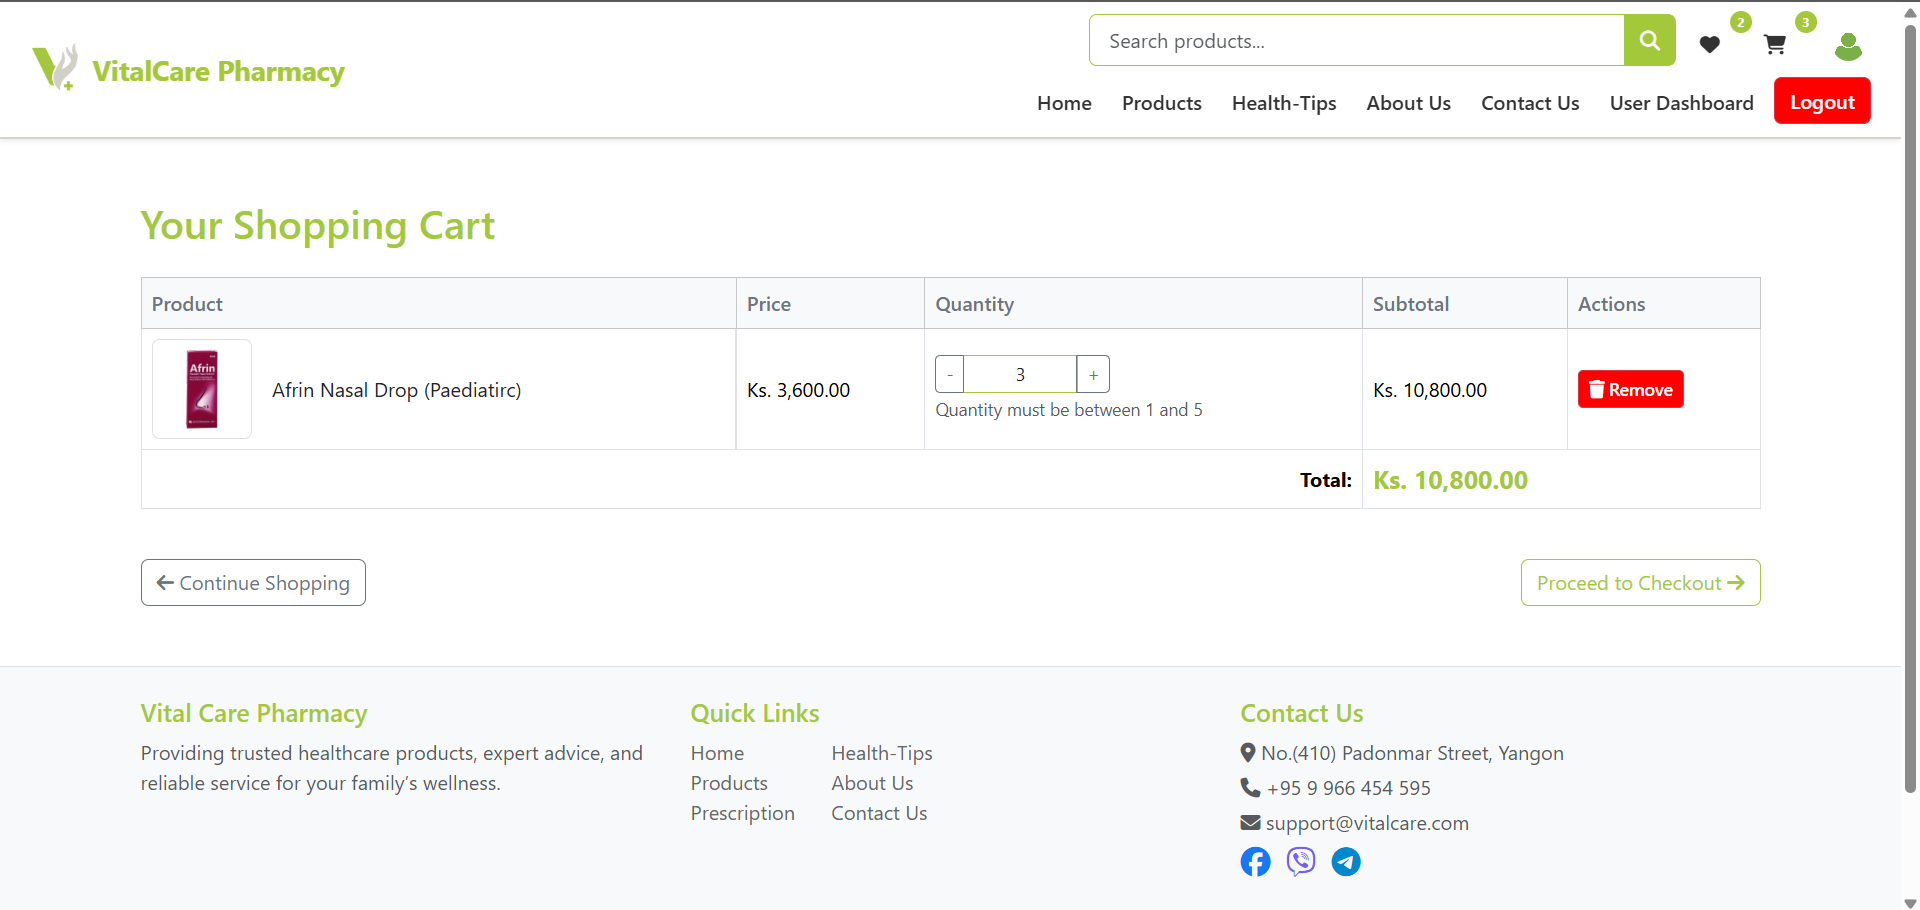 VitalCare Pharmacy
Search products...
2
3
Home Products Health-Tips About Us Contact Us User Dashboard Logout
Your Shopping Cart
Product Price Quantity Subtotal Actions
Afrin
Afrin Nasal Drop (Paediatirc)
Ks. 3,600.00
- 3 +
Quantity must be between 1 and 5
Ks. 10,800.00
Remove
Total: Ks. 10,800.00
Continue Shopping
Proceed to Checkout
Vital Care Pharmacy
Providing trusted healthcare products, expert advice, and
reliable service for your family’s wellness.
Quick Links
Home
Products
Prescription
Health-Tips
About Us
Contact Us
Contact Us
No.(410) Padonmar Street, Yangon
+95 9 966 454 595
support@vitalcare.com